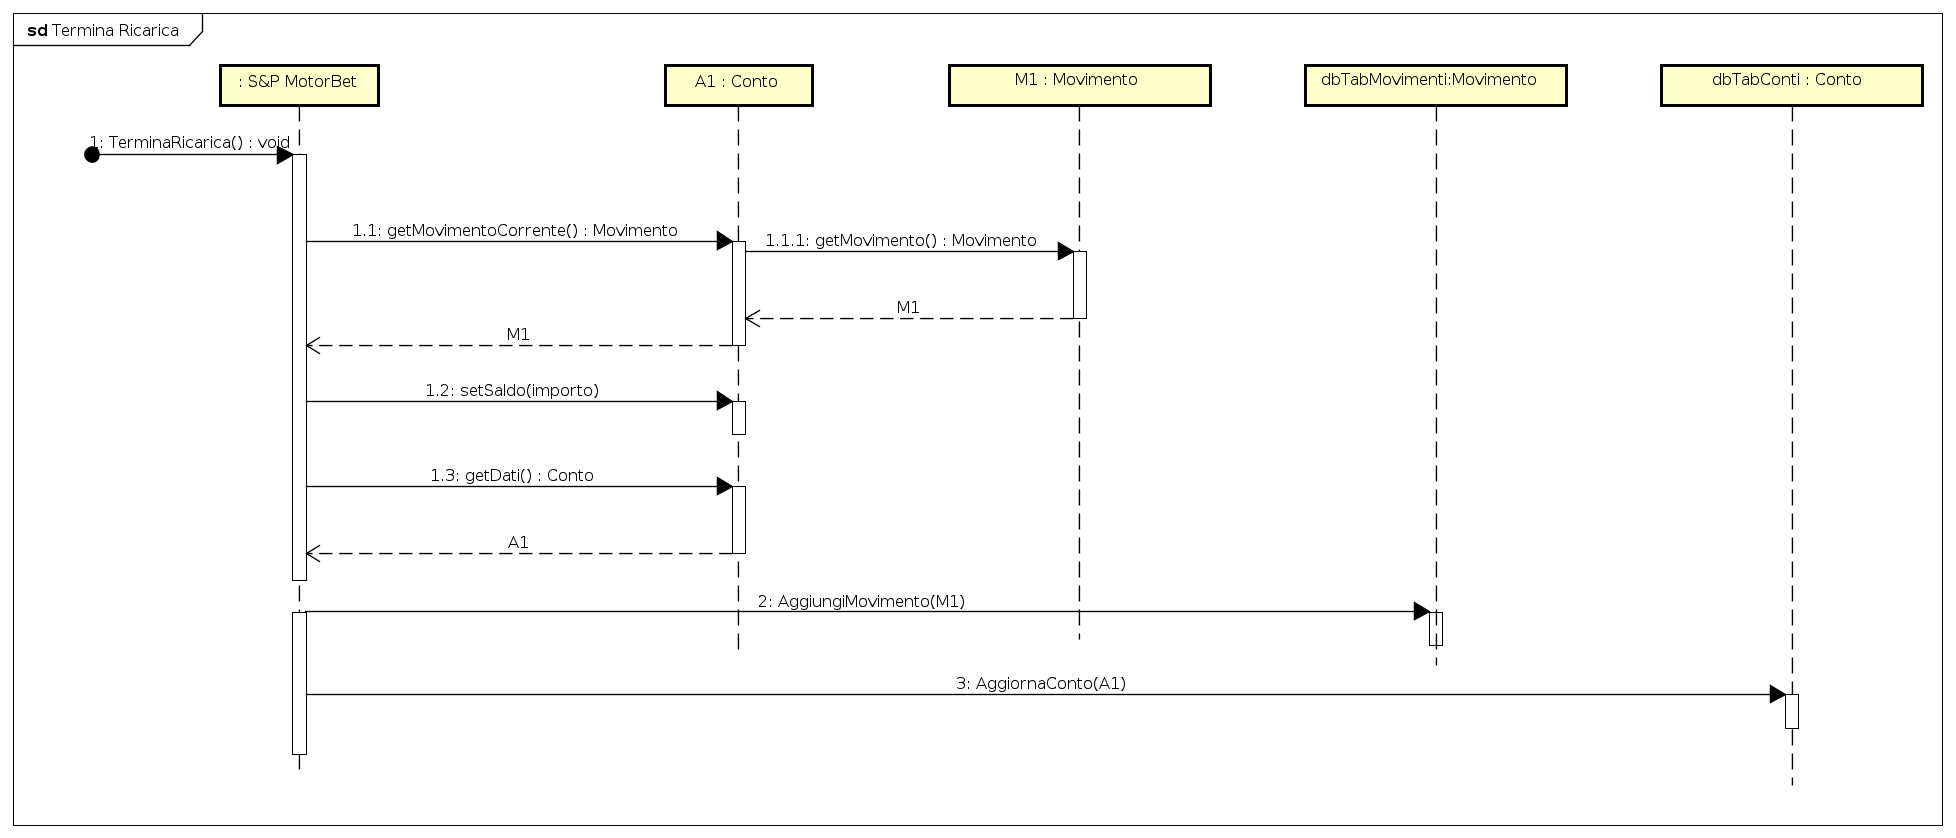 sd Termina Ricarica
: S&P MotorBet
A1 : Conto
M1 : Movimento
dbTabMovimenti:Movimento
dbTabConti : Conto
1: TerminaRicarica() : void
1.1: getMovimentoCorrente() : Movimento
1.1.1: getMovimento() : Movimento
M1
M1
1.2: setSaldo(importo)
1.3: getDati() : Conto
A1
2: AggiungiMovimento(M1)
3: AggiornaConto(A1)